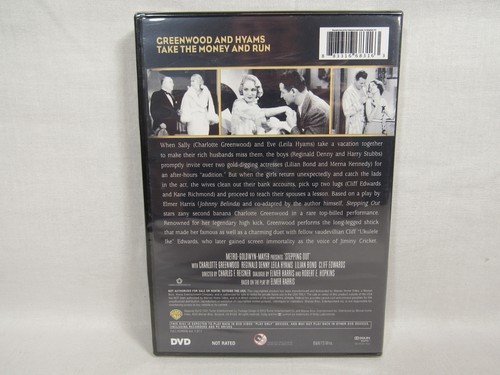 GREENWOOD AND HYAMS
TAKE THE MONEY AND RUN
When Sally (Charlotte Greenwood) and Eve (Leila Hyams) take a vacation together
to make their rich husbands miss them, the boys (Reginald Denny and Harry Stubbs)
promptly invite over two gold-digging actresses (Lilian Bond and Merna Kennedy) for
an after-hours "audition." But when the girls return unexpectedly and catch the lads
in the act, the wives clean out their bank accounts, pick up two lugs (Cliff Edwards
and Kane Richmond) and proceed to teach their spouses a lesson. Based on a play by
Elmer Harris (Johnny Belinda) and co-adapted by the author himself, Stepping Out
stars zany second banana Charlotte Greenwood in a rare top-billed performance.
Renowned for her legendary high kick, Greenwood performs the long-legged shtick
that made her famous as well as a charming duet with fellow vaudevillian Cliff "Ukulele
Ike" Edwards, who later gained screen immortality as the voice of Jiminy Cricket.
METRO-GOLDWYN-MAYER PRESENTS "STEPPING OUT"
WITH CHARLOTTE GREENWOOD REGINALD DENNY LEILA HYAMS LILIAN BOND CLIFF EDWARDS
DIRECTED BY CHARLES F. REISNER DIALOGUE BY ELMER HARRIS AND ROBERT E. HOPKINS
BASED ON THE PLAY BY ELMER HARRIS
DVD NOT RATED